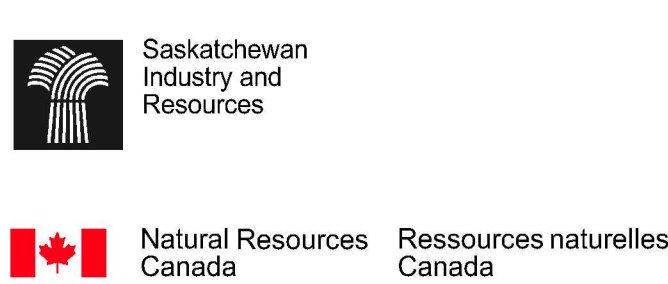 Saskatchewan
Industry and
Resources
Natural Resources
Canada
Ressources naturelles
Canada